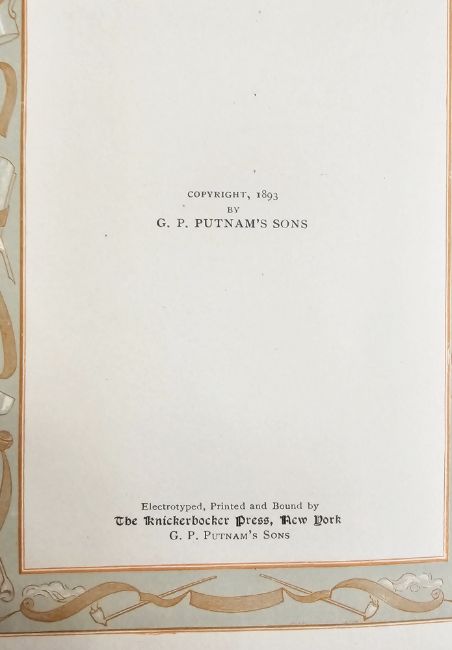 COPYRIGHT, 1893
BY
G. P. PUTNAM'S SONS
Electrotyped, Printed and Bound by
The Knickerbocker Press, New York
G. P. PUTNAM'S SONS